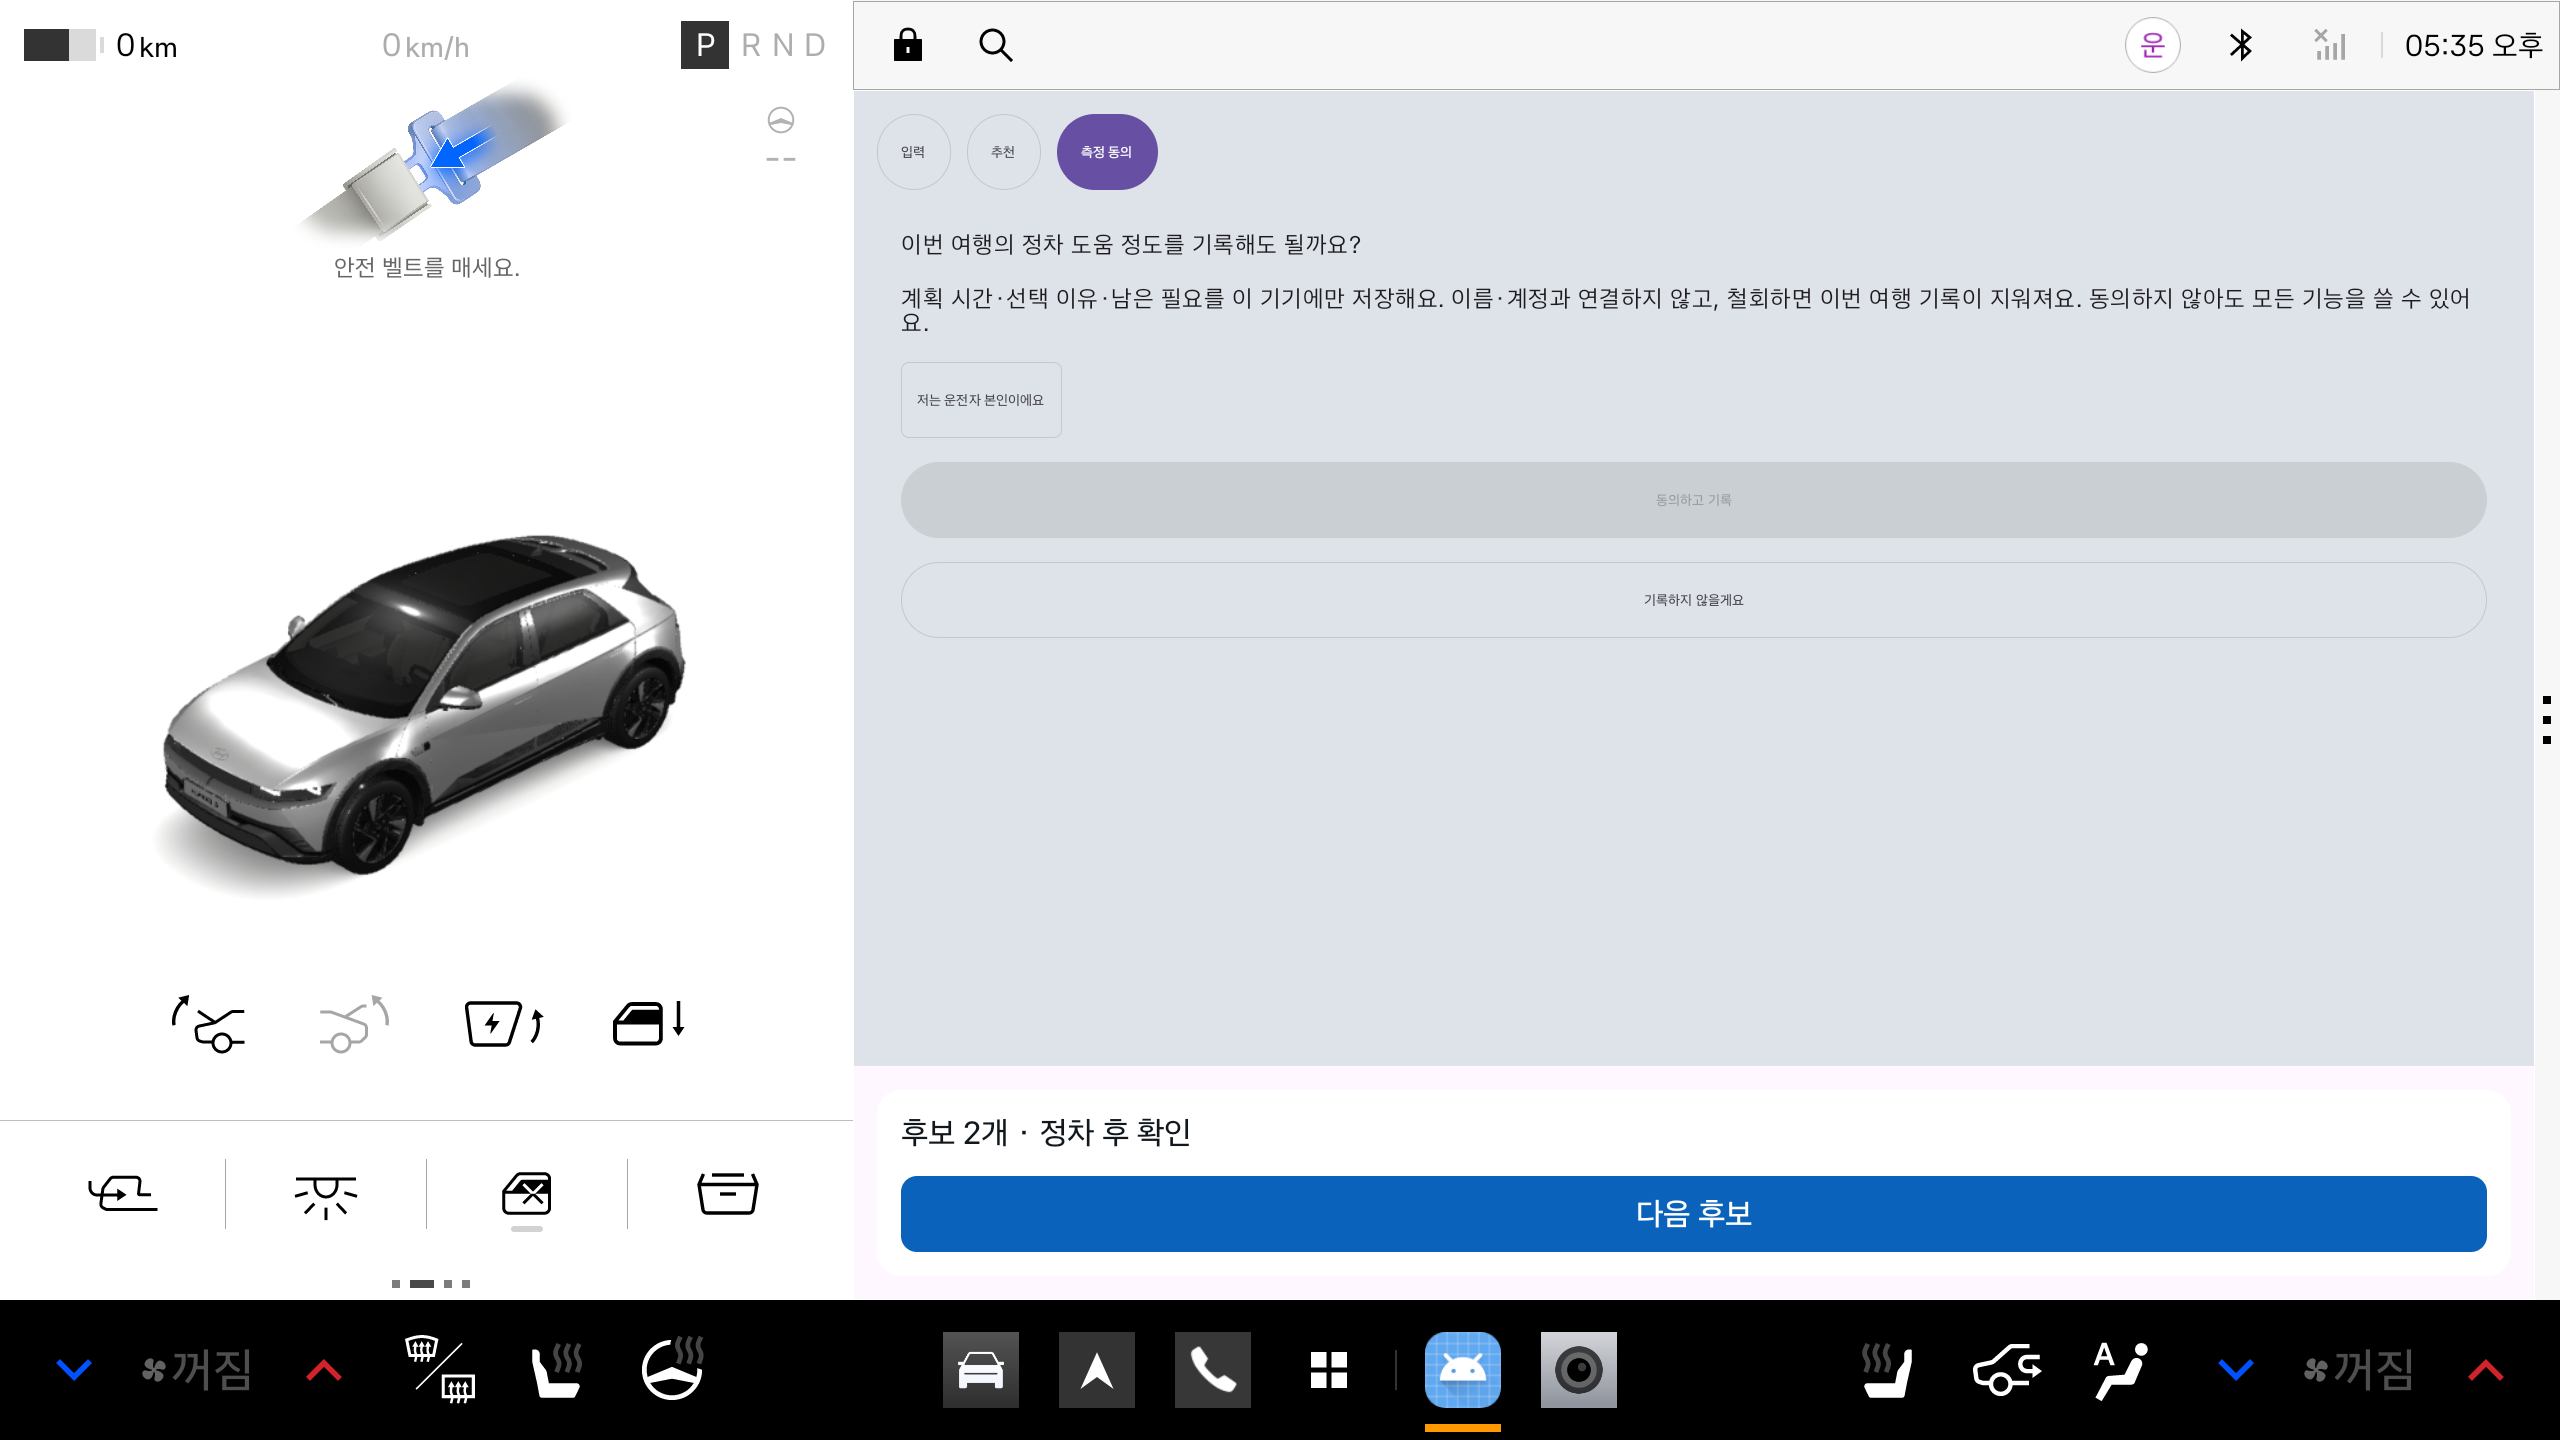 0 km
0 km/h
P R N D
운
05:35 오후
안전 벨트를 매세요.
입력
추천
측정 동의
이번 여행의 정차 도움 정도를 기록해도 될까요?
계획 시간·선택 이유·남은 필요를 이 기기에만 저장해요. 이름·계정과 연결하지 않고, 철회하면 이번 여행 기록이 지워져요. 동의하지 않아도 모든 기능을 쓸 수 있어
요.
저는 운전자 본인이에요
동의하고 기록
기록하지 않을게요
후보 2개 · 정차 후 확인
다음 후보
꺼짐
A
꺼짐